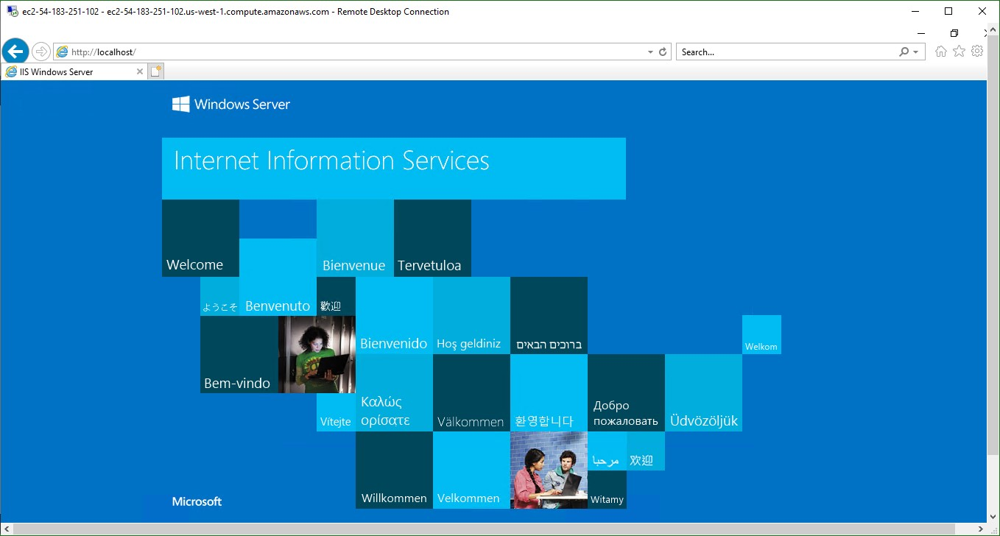 ec2-54-183-251-102 - ec2-54-183-251-102.us-west-1.compute.amazonaws.com - Remote Desktop Connection
http://localhost/
Search...
IIS Windows Server
Windows Server
Internet Information Services
Welcome
Bienvenue
Tervetuloa
ようこそ
Benvenuto
歡迎
Bienvenido
Hoş geldiniz
ברוכים הבאים
Welkom
Bem-vindo
Vítejte
Καλώς
ορίσατε
Välkommen
환영합니다
Добро
пожаловать
Üdvözöljük
Willkommen
Velkommen
مرحبا
欢迎
Witamy
Microsoft